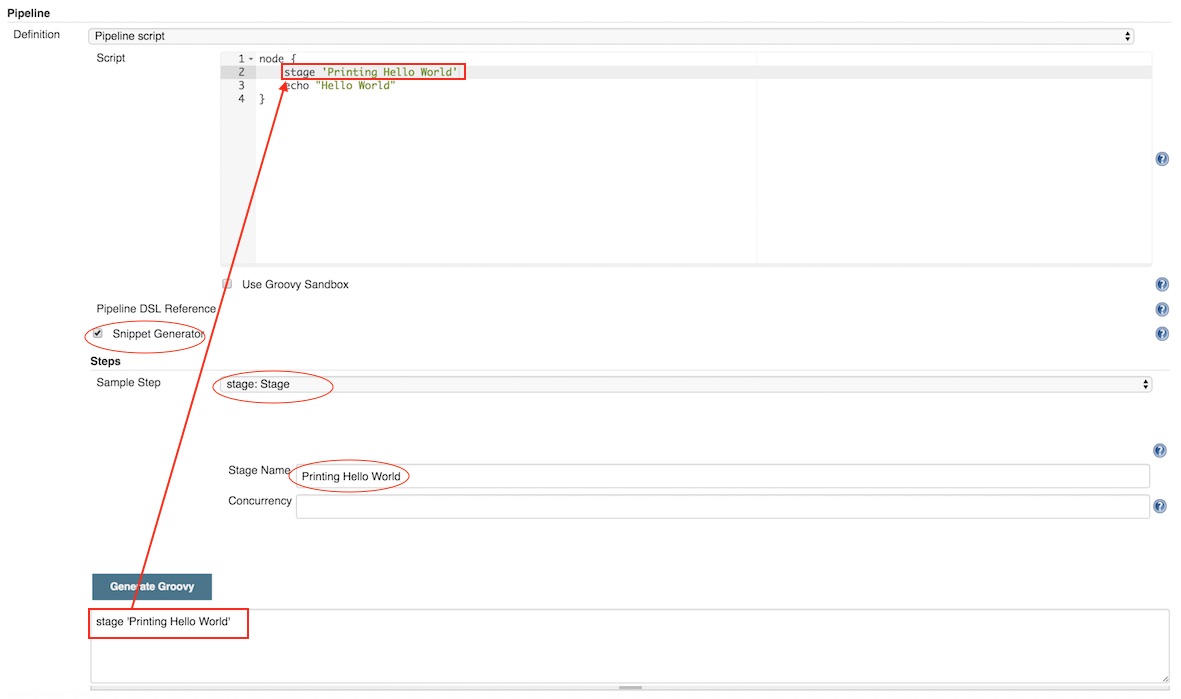 Pipeline
Definition
Pipeline script
Script
1 node {
2 stage 'Printing Hello World'
3 echo "Hello World"
4 }
Use Groovy Sandbox
Pipeline DSL Reference
Snippet Generator
Steps
Sample Step
stage: Stage
Stage Name
Printing Hello World
Concurrency
Generate Groovy
stage 'Printing Hello World'